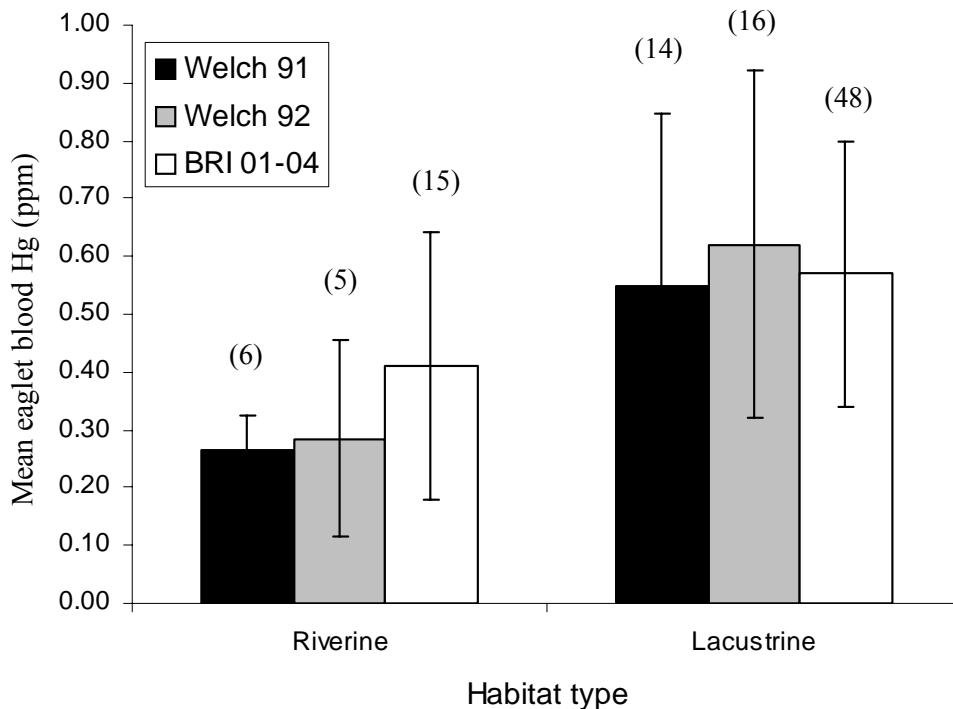 1.00
0.90
0.80
0.70
0.60
0.50
0.40
0.30
0.20
0.10
0.00
Mean eaglet blood Hg (ppm)
Welch 91
Welch 92
BRI 01-04
(6)
(5)
(15)
(14)
(16)
(48)
Riverine
Lacustrine
Habitat type